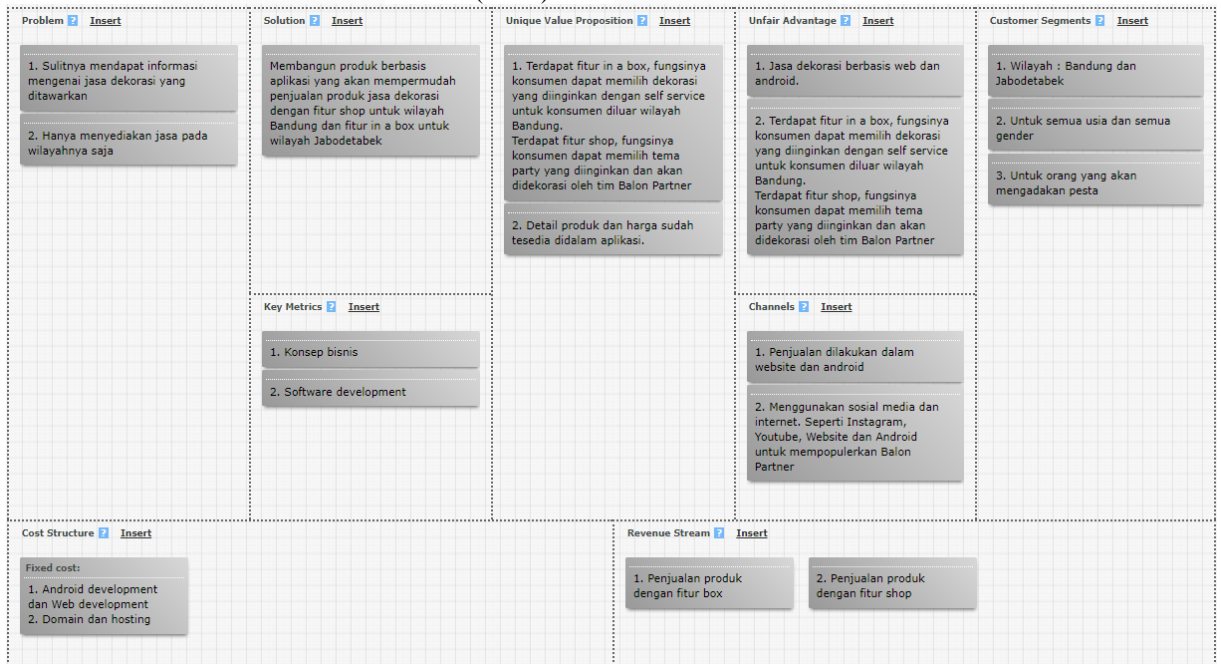 Problem ? Insert
1. Sulitnya mendapat informasi
mengenai jasa dekorasi yang
ditawarkan
2. Hanya menyediakan jasa pada
wilayahnya saja
Solution ? Insert
Membangun produk berbasis
aplikasi yang akan mempermudah
penjualan produk jasa dekorasi
dengan fitur shop untuk wilayah
Bandung dan fitur in a box untuk
wilayah Jabodetabek
Key Metrics ? Insert
1. Konsep bisnis
2. Software development
Unique Value Proposition ? Insert
1. Terdapat fitur in a box, fungsinya
konsumen dapat memilih dekorasi
yang diinginkan dengan self service
untuk konsumen diluar wilayah
Bandung.
Terdapat fitur shop, fungsinya
konsumen dapat memilih tema
party yang diinginkan dan akan
didekorasi oleh tim Balon Partner
2. Detail produk dan harga sudah
tesedia didalam aplikasi.
Unfair Advantage ? Insert
1. Jasa dekorasi berbasis web dan
android.
2. Terdapat fitur in a box, fungsinya
konsumen dapat memilih dekorasi
yang diinginkan dengan self service
untuk konsumen diluar wilayah
Bandung.
Terdapat fitur shop, fungsinya
konsumen dapat memilih tema
party yang diinginkan dan akan
didekorasi oleh tim Balon Partner
Channels ? Insert
1. Penjualan dilakukan dalam
website dan android
2. Menggunakan sosial media dan
internet. Seperti Instagram,
Youtube, Website dan Android
untuk mempopulerkan Balon
Partner
Customer Segments ? Insert
1. Wilayah : Bandung dan
Jabodetabek
2. Untuk semua usia dan semua
gender
3. Untuk orang yang akan
mengadakan pesta
Cost Structure ? Insert
Fixed cost:
1. Android development
dan Web development
2. Domain dan hosting
Revenue Stream ? Insert
1. Penjualan produk
dengan fitur box
2. Penjualan produk
dengan fitur shop